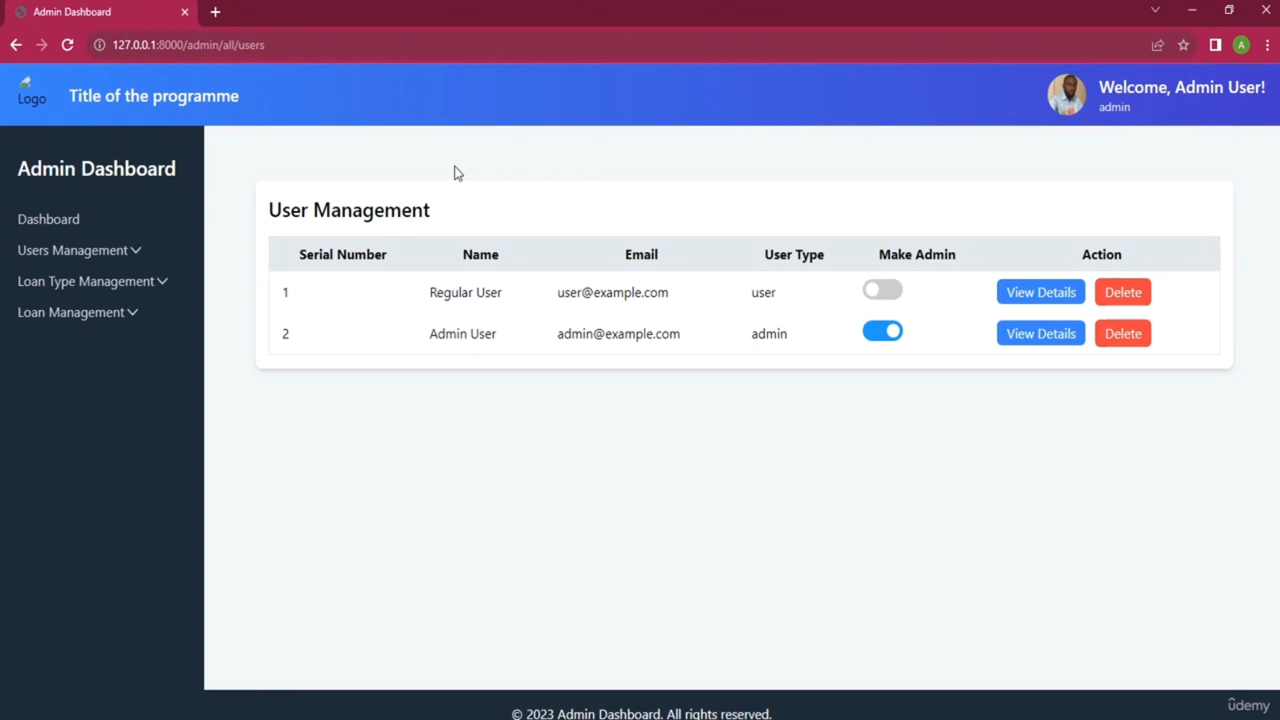 Admin Dashboard
127.0.0.1:8000/admin/all/users
A
Logo
Title of the programme
Welcome, Admin User!
admin
Admin Dashboard
Dashboard
Users Management
Loan Type Management
Loan Management
User Management
Serial Number Name Email User Type Make Admin Action
1 Regular User user@example.com user View Details Delete
2 Admin User admin@example.com admin View Details Delete
© 2023 Admin Dashboard. All rights reserved.
ûdemy